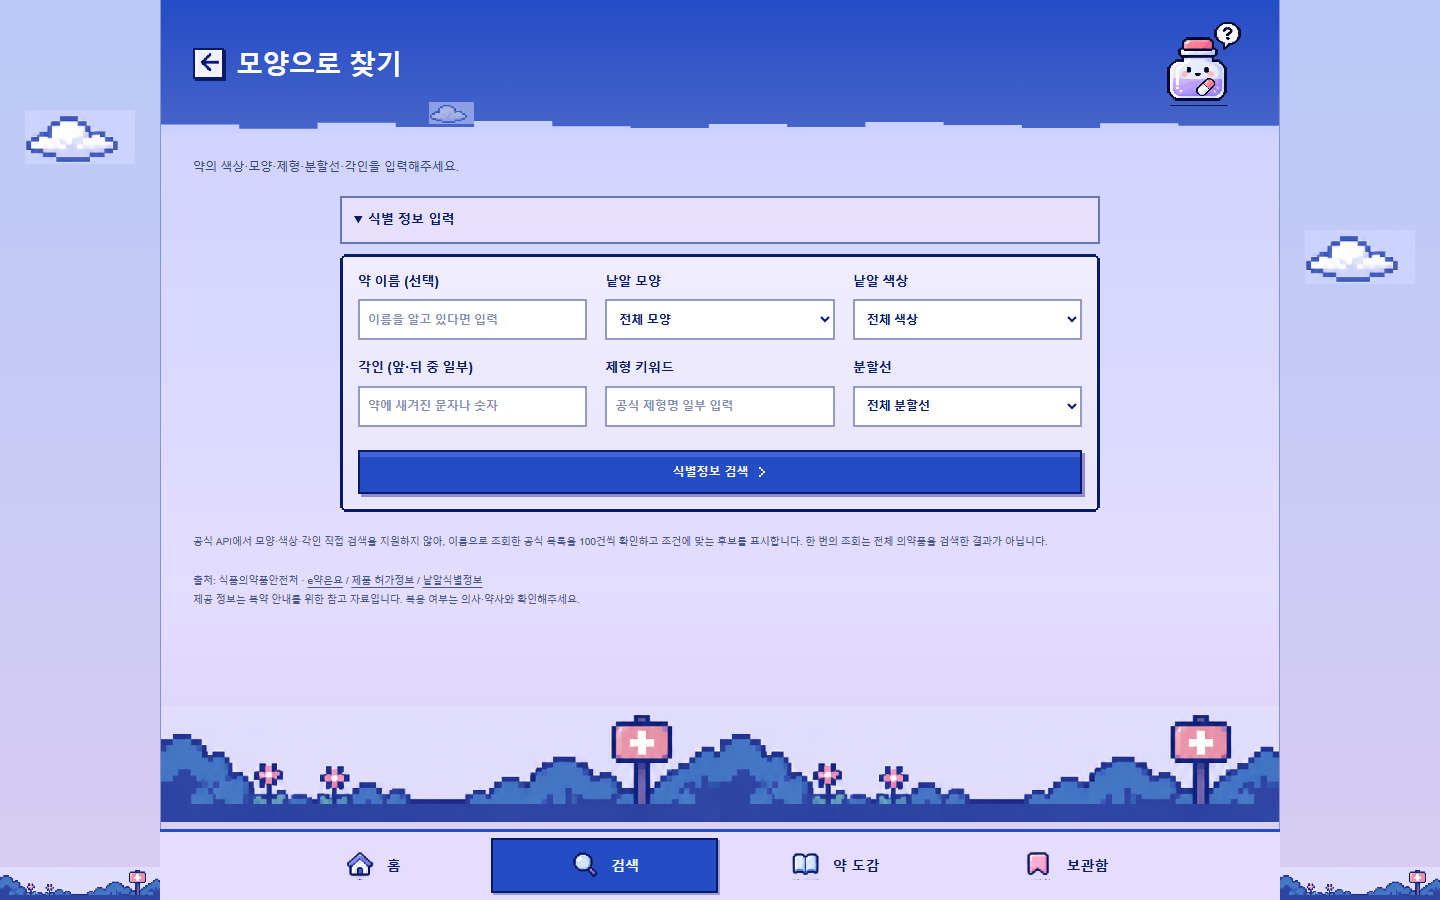 모양으로 찾기
?
약의 색상·모양·제형·분할선·각인을 입력해주세요.
▼ 식별 정보 입력
약 이름 (선택)
낱알 모양
낱알 색상
이름을 알고 있다면 입력
전체 모양
전체 색상
각인 (앞·뒤 중 일부)
제형 키워드
분할선
약에 새겨진 문자나 숫자
공식 제형명 일부 입력
전체 분할선
식별정보 검색
공식 API에서 모양·색상·각인 직접 검색을 지원하지 않아, 이름으로 조회한 공식 목록을 100건씩 확인하고 조건에 맞는 후보를 표시합니다. 한 번의 조회는 전체 의약품을 검색한 결과가 아닙니다.
출처: 식품의약품안전처 · e약은요 / 제품 허가정보 / 낱알식별정보
제공 정보는 복약 안내를 위한 참고 자료입니다. 복용 여부는 의사·약사와 확인해주세요.
홈
검색
약 도감
보관함